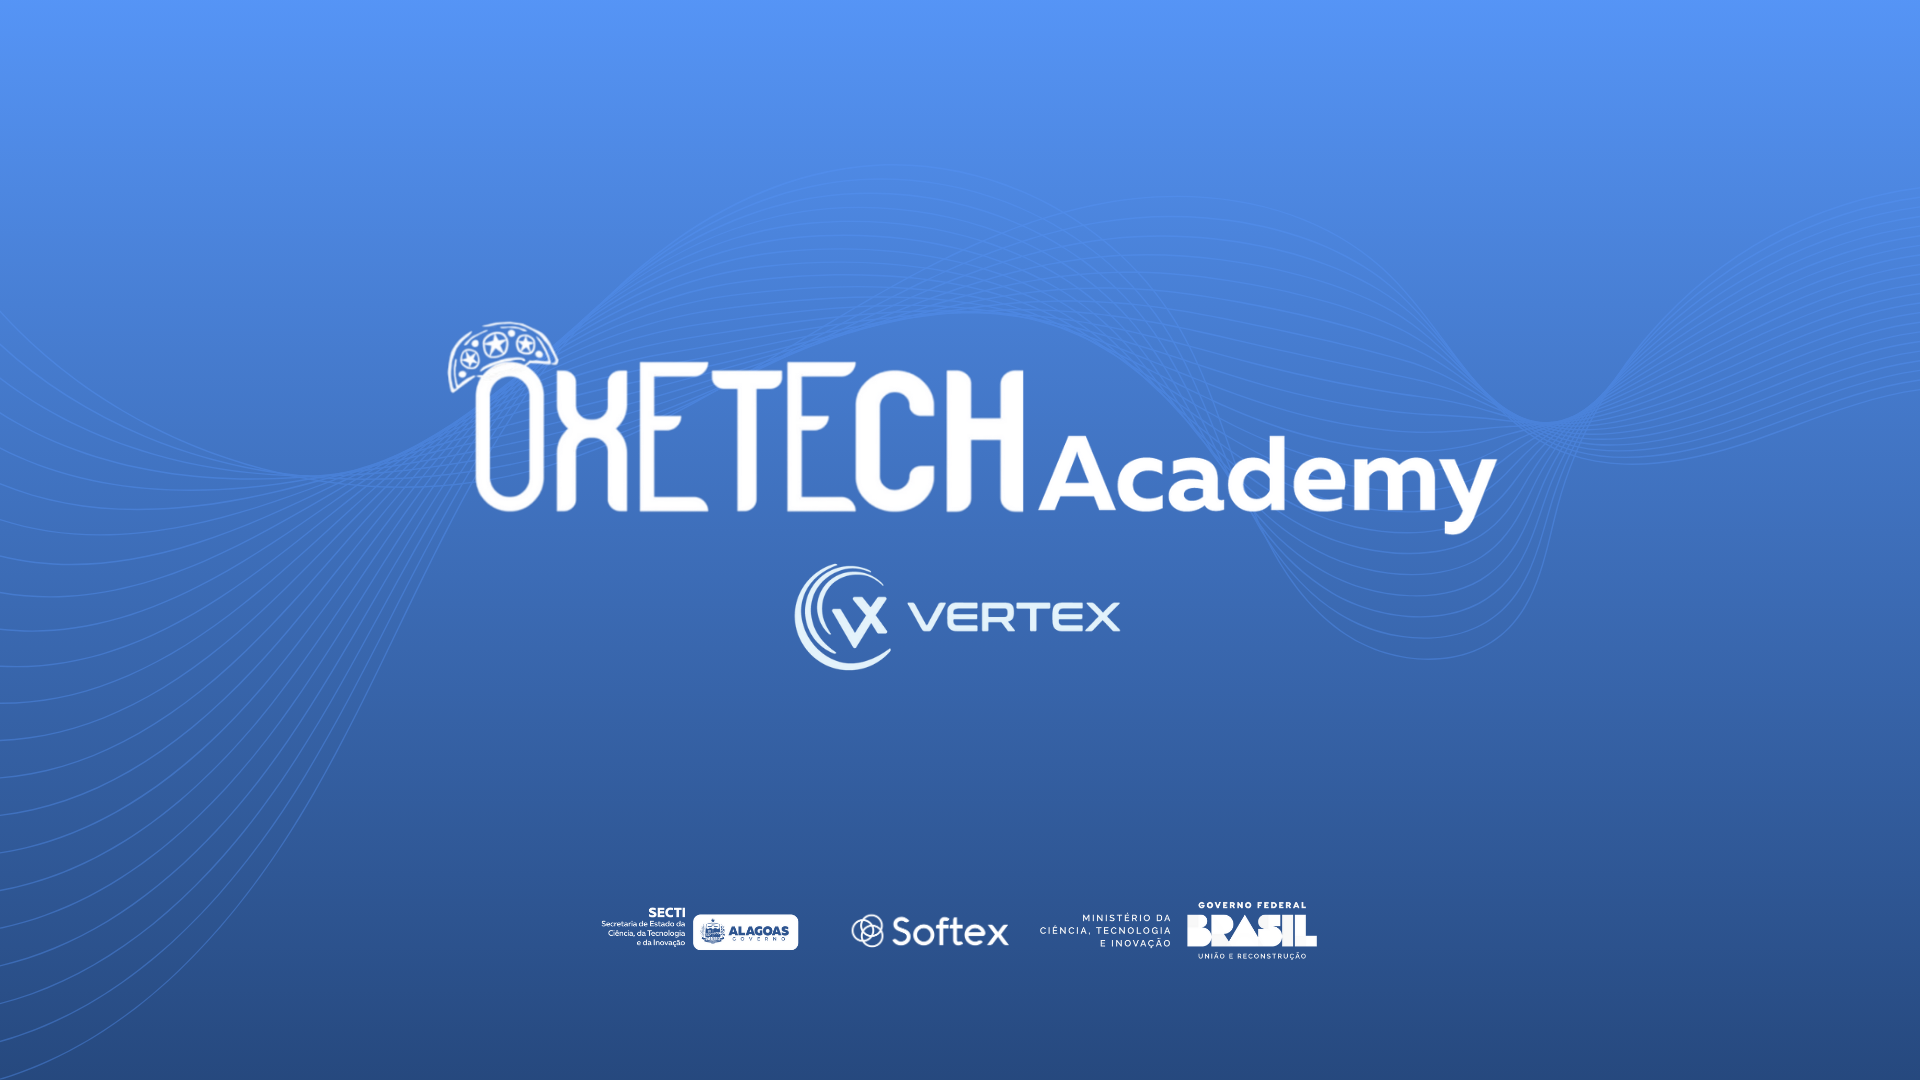 OXETECH Academy
VX VERTEX
SECTI
Secretaria de Estado da
Ciência, da Tecnologia
e da Inovação
ALAGOAS
GOVERNO
Softex
MINISTÉRIO DA
CIÊNCIA, TECNOLOGIA
E INOVAÇÃO
GOVERNO FEDERAL
BRASIL
UNIÃO E RECONSTRUÇÃO